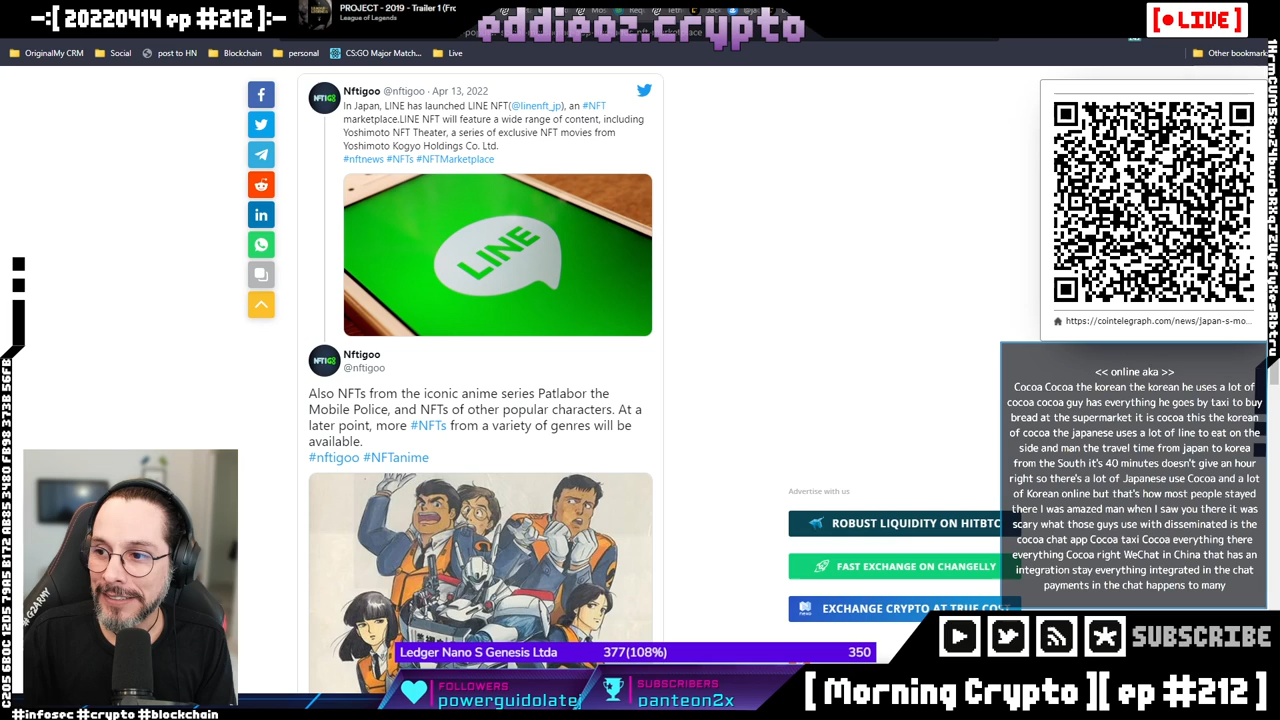 -:[ 20220414 ep #212 ]:-
PROJECT - 2019 - Trailer 1 (Fro
League of Legends
eddieoz.crypto
[ ● LIVE ]
OriginalMy CRM
Social
post to HN
Blockchain
personal
CS:GO Major Match...
Live
Other bookmark
Nftigoo @nftigoo · Apr 13, 2022
In Japan, LINE has launched LINE NFT(@linenft_jp), an #NFT
marketplace.LINE NFT will feature a wide range of content, including
Yoshimoto NFT Theater, a series of exclusive NFT movies from
Yoshimoto Kogyo Holdings Co. Ltd.
#nftnews #NFTs #NFTMarketplace
LINE
Nftigoo
@nftigoo
Also NFTs from the iconic anime series Patlabor the
Mobile Police, and NFTs of other popular characters. At a
later point, more #NFTs from a variety of genres will be
available.
#nftigoo #NFTanime
https://cointelegraph.com/news/japan-s-mo...
<< online aka >>
Cocoa Cocoa the korean the korean he uses a lot of
cocoa cocoa guy has everything he goes by taxi to buy
bread at the supermarket it is cocoa this the korean
of cocoa the japanese uses a lot of line to eat on the
side and man the travel time from japan to korea
from the South it's 40 minutes doesn't give an hour
right so there's a lot of Japanese use Cocoa and a lot
of Korean online but that's how most people stayed
there I was amazed man when I saw you there it was
scary what those guys use with disseminated is the
cocoa chat app Cocoa taxi Cocoa everything there
everything Cocoa right WeChat in China that has an
integration stay everything integrated in the chat
payments in the chat happens to many
Advertise with us
ROBUST LIQUIDITY ON HITBTC
FAST EXCHANGE ON CHANGELLY
EXCHANGE CRYPTO AT TRUE COST
Ledger Nano S Genesis Ltda 377(108%) 350
FOLLOWERS
powerguidolatej
SUBSCRIBERS
panteon2x
SUBSCRIBE
[ Morning Crypto ][ ep #212 ]
#infosec #crypto #blockchain